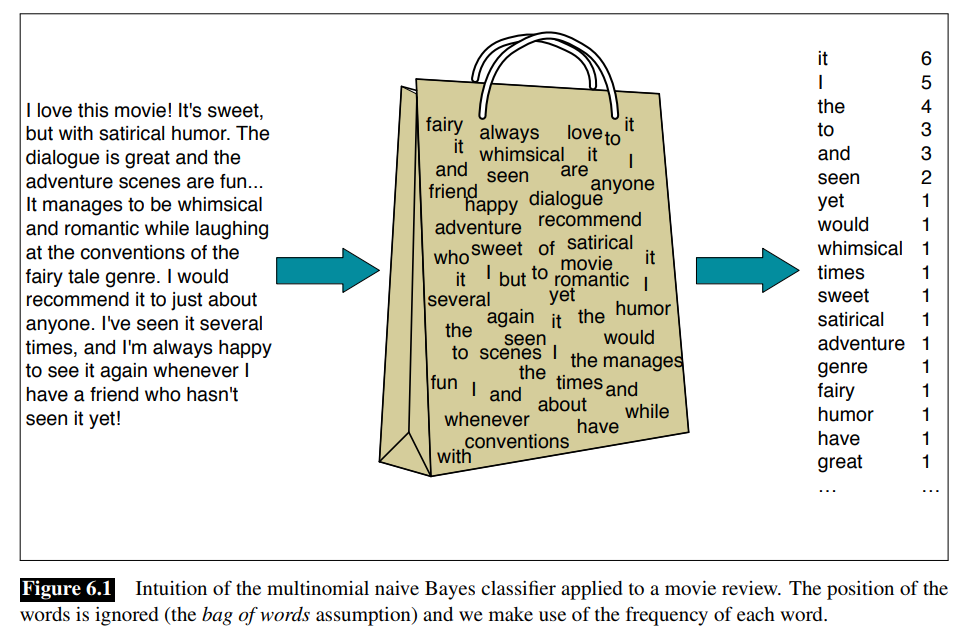 I love this movie! It's sweet,
but with satirical humor. The
dialogue is great and the
adventure scenes are fun...
It manages to be whimsical
and romantic while laughing
at the conventions of the
fairy tale genre. I would
recommend it to just about
anyone. I've seen it several
times, and I'm always happy
to see it again whenever I
have a friend who hasn't
seen it yet!
fairy always love to it
it whimsical it I
and seen are anyone
friend happy dialogue
adventure recommend
who sweet of satirical it
it I but to movie romantic I
several yet
again it the humor
the seen would
to scenes I the manages
fun I and the times and
whenever about while
conventions have
with
it 6
I 5
the 4
to 3
and 3
seen 2
yet 1
would 1
whimsical 1
times 1
sweet 1
satirical 1
adventure 1
genre 1
fairy 1
humor 1
have 1
great 1
... ...
Figure 6.1 Intuition of the multinomial naive Bayes classifier applied to a movie review. The position of the
words is ignored (the bag of words assumption) and we make use of the frequency of each word.